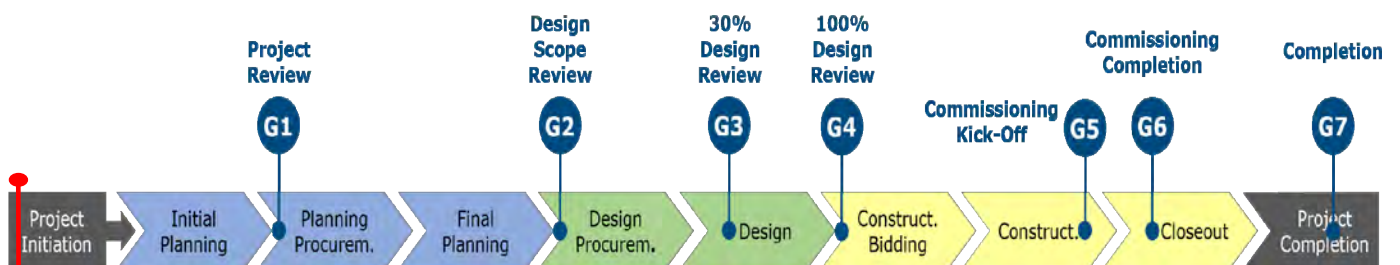 Project
Review
G1
Design
Scope
Review
G2
30%
Design
Review
G3
100%
Design
Review
G4
Commissioning
Kick-Off
G5
Commissioning
Completion
G6
Completion
G7
Project
Initiation
Initial
Planning
Planning
Procurem.
Final
Planning
Design
Procurem.
Design
Construct.
Bidding
Construct.
Closeout
Project
Completion